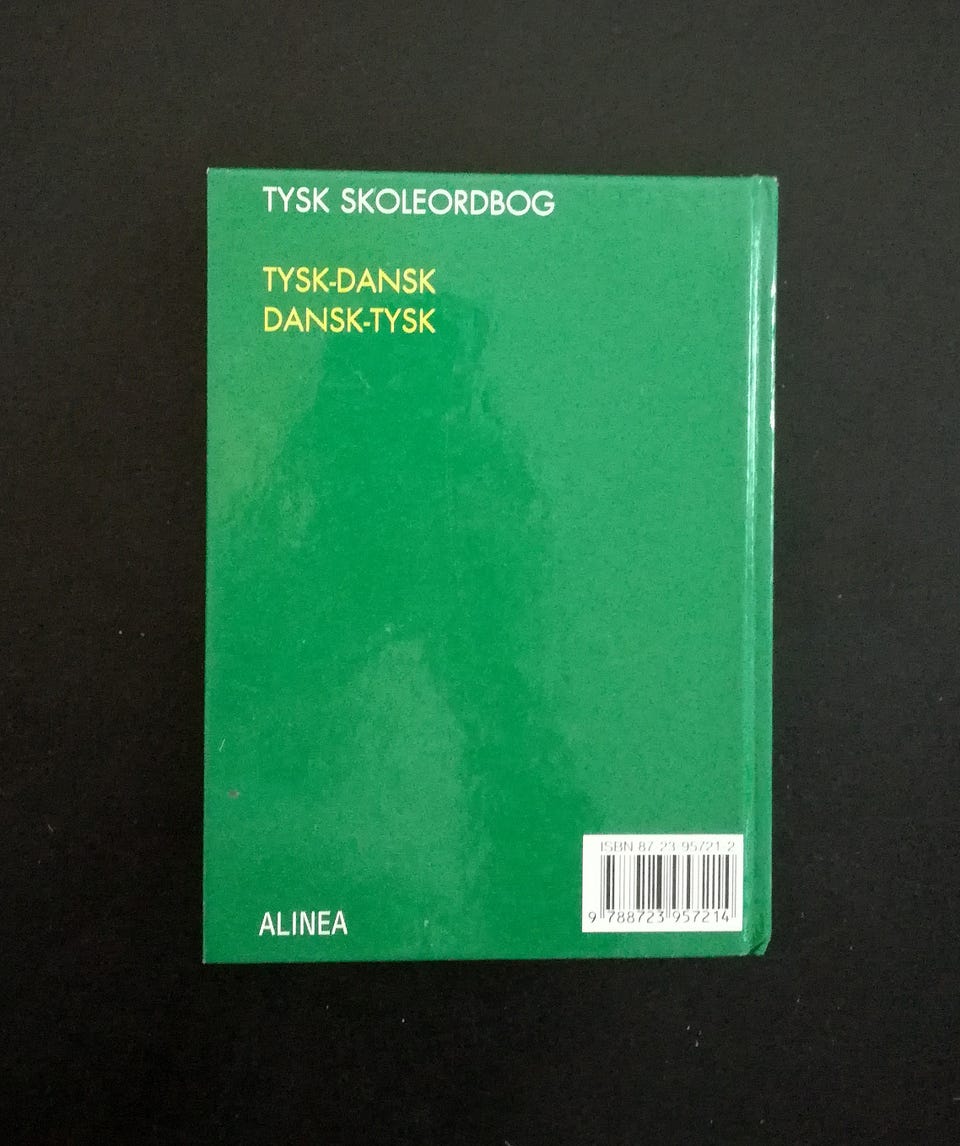 TYSK SKOLEORDBOG
TYSK-DANSK
DANSK-TYSK
ALINEA
ISBN 87 23 95721 2
9 788723 957214